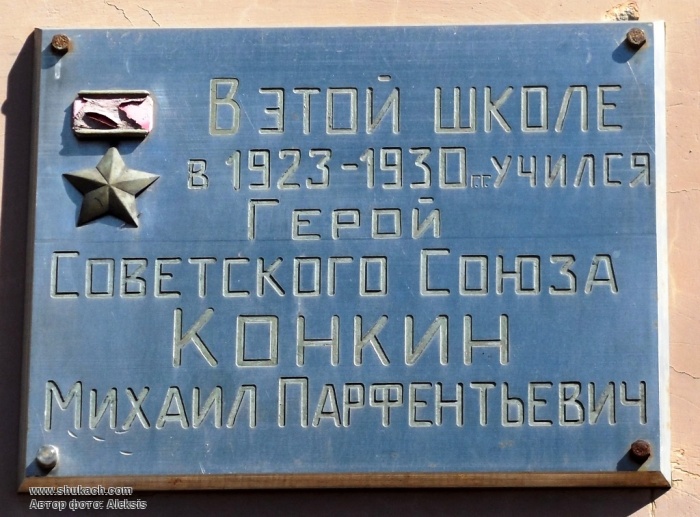 В этой школе
в 1923-1930 гг. учился
Герой
Советского Союза
Конкин
Михаил Парфентьевич
www.shukach.com
Автор фото: Aleksis